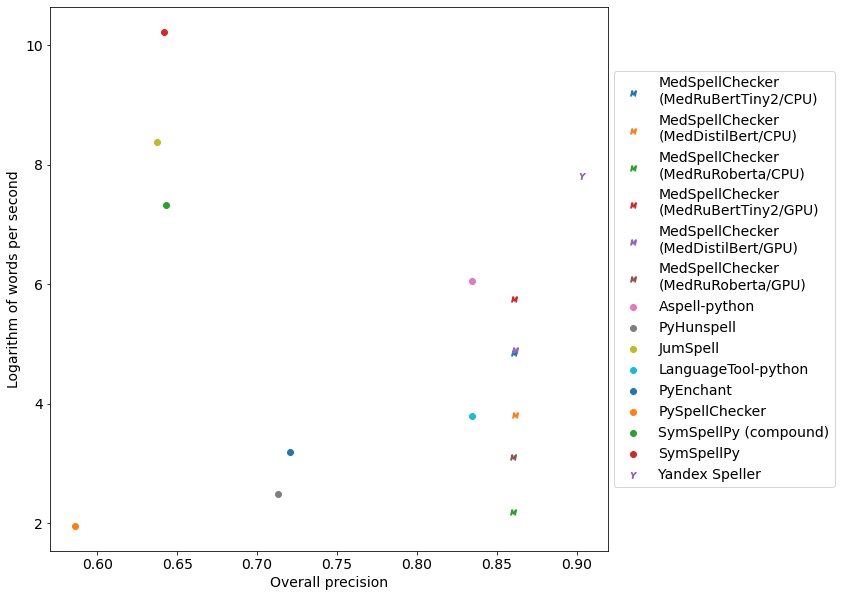 10
8
6
4
2
Logarithm of words per second
0.60
0.65
0.70
0.75
0.80
0.85
0.90
Overall precision
MedSpellChecker
(MedRuBertTiny2/CPU)
MedSpellChecker
(MedDistilBert/CPU)
MedSpellChecker
(MedRuRoberta/CPU)
MedSpellChecker
(MedRuBertTiny2/GPU)
MedSpellChecker
(MedDistilBert/GPU)
MedSpellChecker
(MedRuRoberta/GPU)
Aspell-python
PyHunspell
JumSpell
LanguageTool-python
PyEnchant
PySpellChecker
SymSpellPy (compound)
SymSpellPy
Yandex Speller